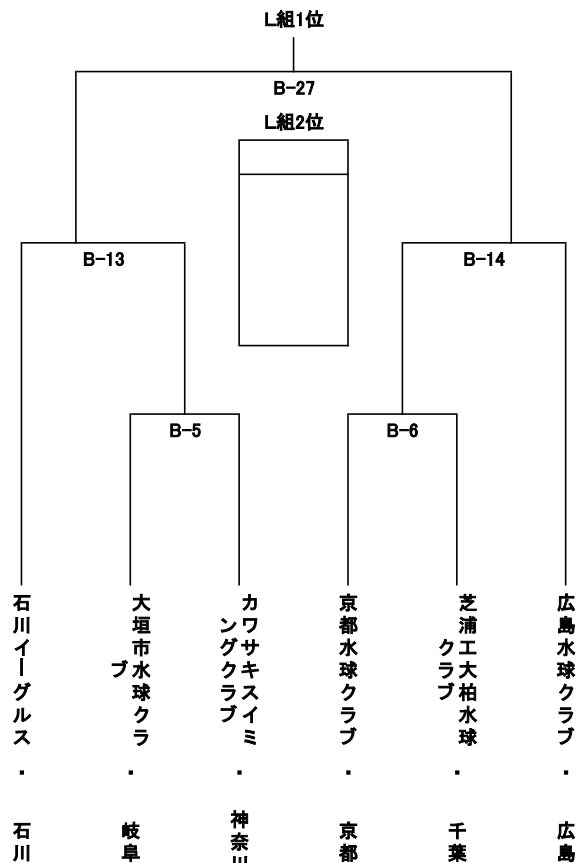 L組1位
B-27
L組2位
B-13
B-14
B-5
B-6
石川イーグルス・石川
大垣市水球クラ
ブ・岐阜
カワサキスイミ
ングクラブ・神奈川
京都水球クラブ・京都
芝浦工大柏水球
クラブ・千葉
広島水球クラブ・広島